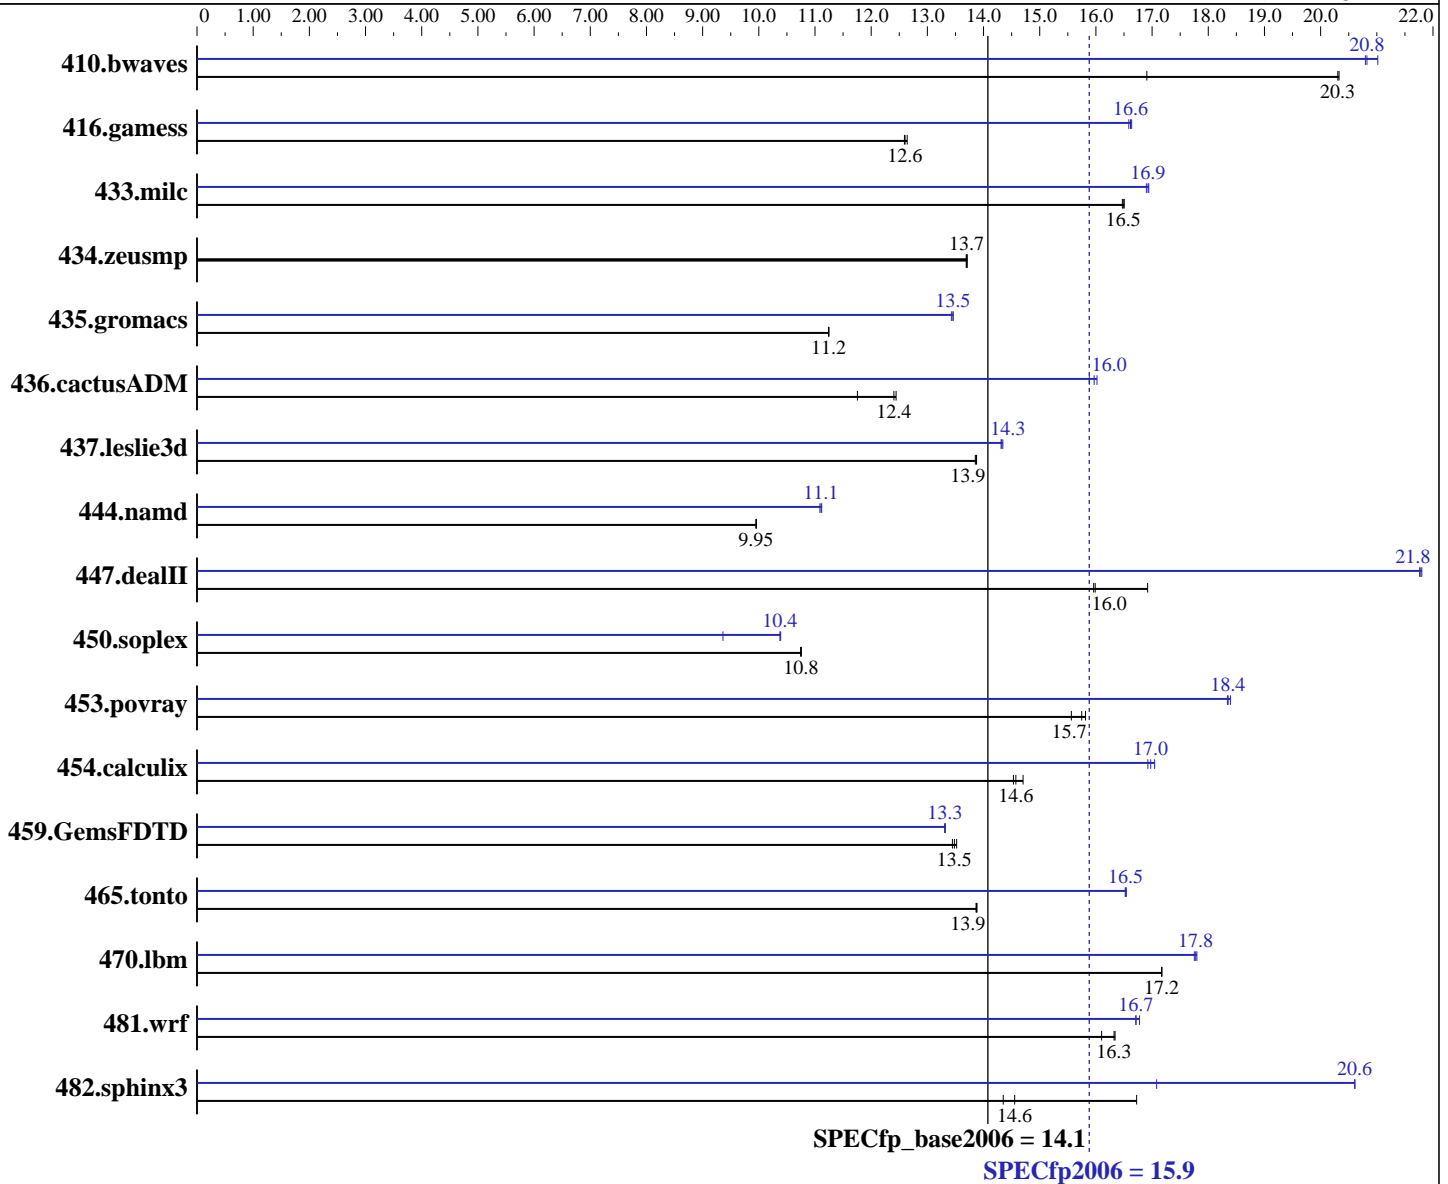 0 1.00 2.00 3.00 4.00 5.00 6.00 7.00 8.00 9.00 10.0 11.0 12.0 13.0 14.0 15.0 16.0 17.0 18.0 19.0 20.0 22.0
410.bwaves 20.8
20.3
416.gamess 16.6
12.6
433.milc 16.9
16.5
434.zeusmp 13.7
435.gromacs 13.5
11.2
436.cactusADM 16.0
12.4
437.leslie3d 14.3
13.9
444.namd 11.1
9.95
447.dealII 21.8
16.0
450.soplex 10.4
10.8
453.povray 18.4
15.7
454.calculix 17.0
14.6
459.GemsFDTD 13.3
13.5
465.tonto 16.5
13.9
470.lbm 17.8
17.2
481.wrf 16.7
16.3
482.sphinx3 20.6
14.6
SPECfp_base2006 = 14.1
SPECfp2006 = 15.9